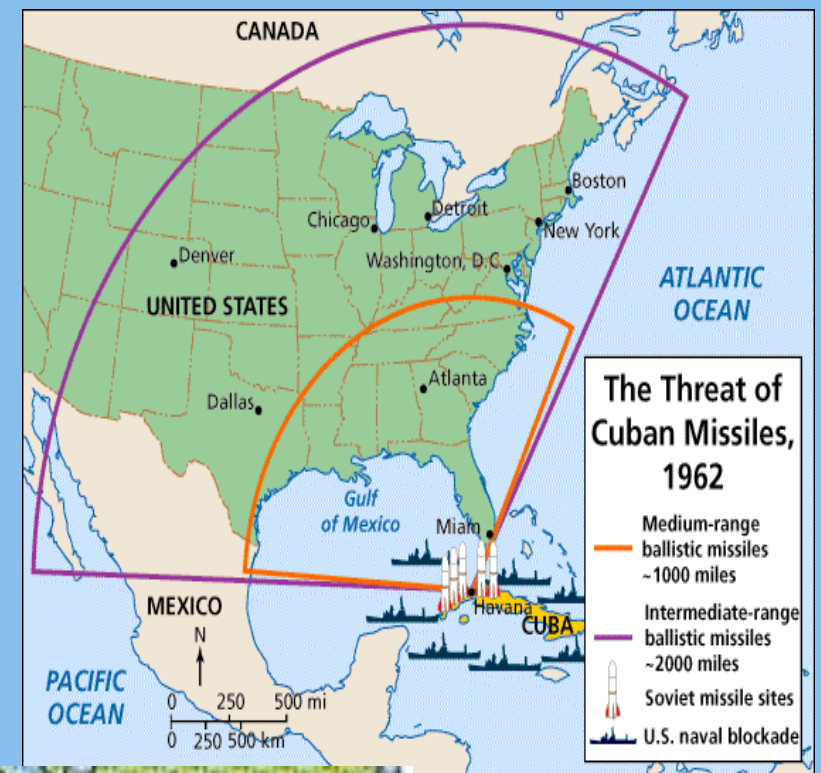 CANADA
Boston
Detroit
Chicago
New York
Denver
Washington, D.C.
ATLANTIC
OCEAN
UNITED STATES
Atlanta
Dallas
Gulf
of Mexico
Miam
Havana
CUBA
MEXICO
N
PACIFIC
OCEAN
0 250 500 mi
0 250 500 km
The Threat of
Cuban Missiles,
1962
Medium-range
ballistic missiles
~1000 miles
Intermediate-range
ballistic missiles
~2000 miles
Soviet missile sites
U.S. naval blockade